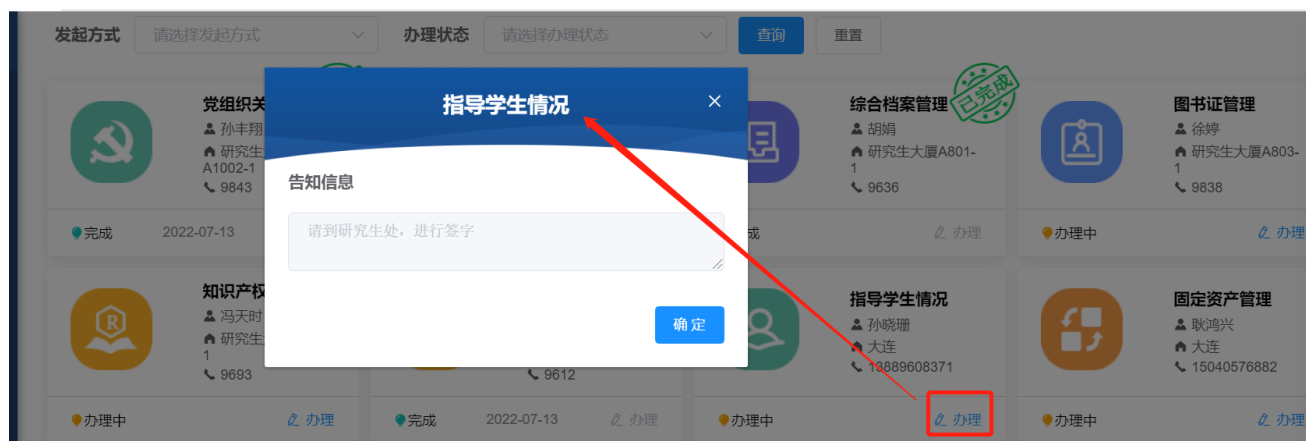 发起方式 请选择发起方式 办理状态 请选择办理状态 查询 重置
党组织关
孙丰翔
研究生
A1002-1
9843
完成 2022-07-13
指导学生情况
告知信息
请到研究生处，进行签字
确定
综合档案管理
已完成
胡娟
研究生大厦A801-
1
9636
成 办理
图书证管理
徐婷
研究生大厦A803-
1
9838
办理中 办理
知识产权
冯天时
研究生
1
9693
办理中 办理
9612
完成 2022-07-13 办理
指导学生情况
孙晓珊
大连
13889608371
办理中 办理
固定资产管理
耿鸿兴
大连
15040576882
办理中 办理